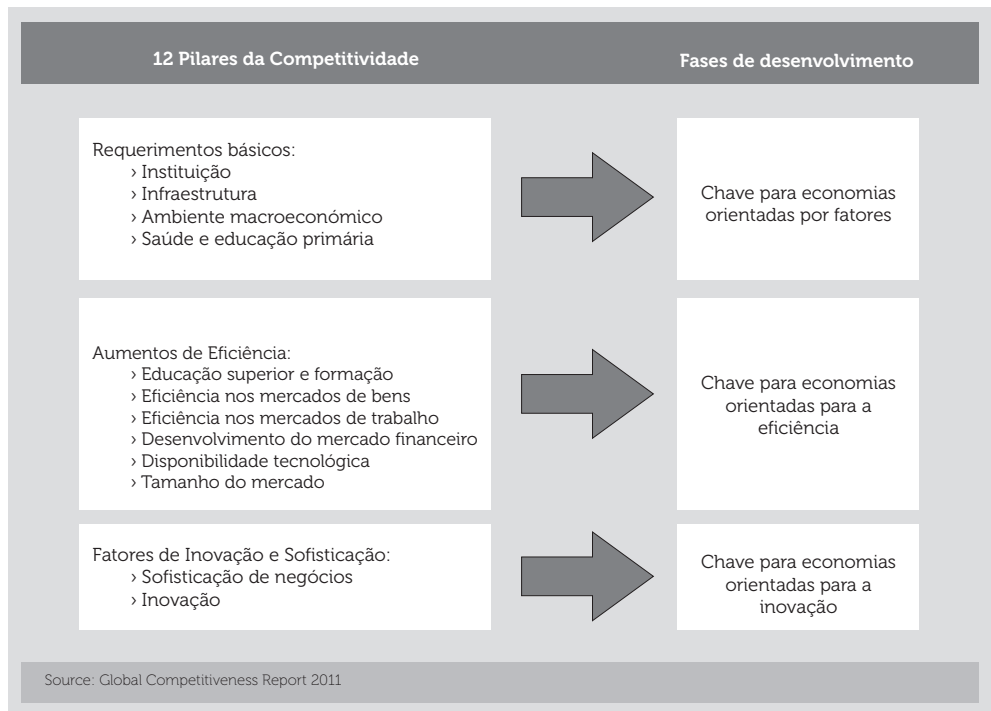 12 Pilares da Competitividade
Fases de desenvolvimento
Requerimentos básicos:
› Instituição
› Infraestrutura
› Ambiente macroeconómico
› Saúde e educação primária
Chave para economias
orientadas por fatores
Aumentos de Eficiência:
› Educação superior e formação
› Eficiência nos mercados de bens
› Eficiência nos mercados de trabalho
› Desenvolvimento do mercado financeiro
› Disponibilidade tecnológica
› Tamanho do mercado
Chave para economias
orientadas para a
eficiência
Fatores de Inovação e Sofisticação:
› Sofisticação de negócios
› Inovação
Chave para economias
orientadas para a
inovação
Source: Global Competitiveness Report 2011